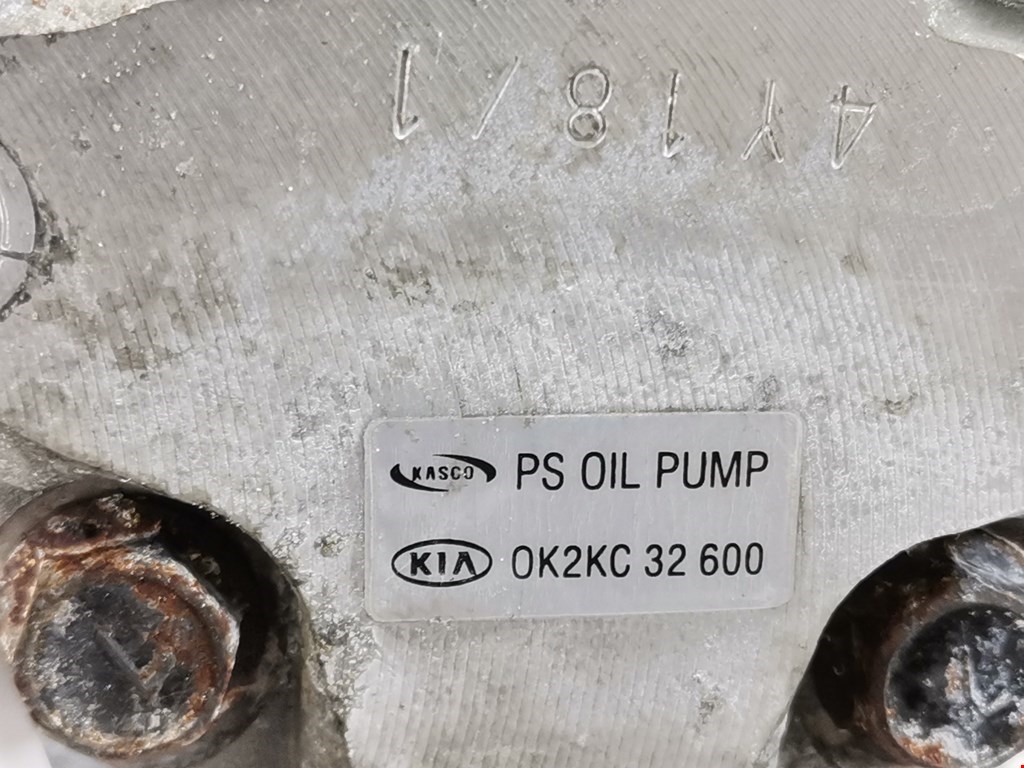 4Y18/1
KASCO PS OIL PUMP
KIA 0K2KC 32 600